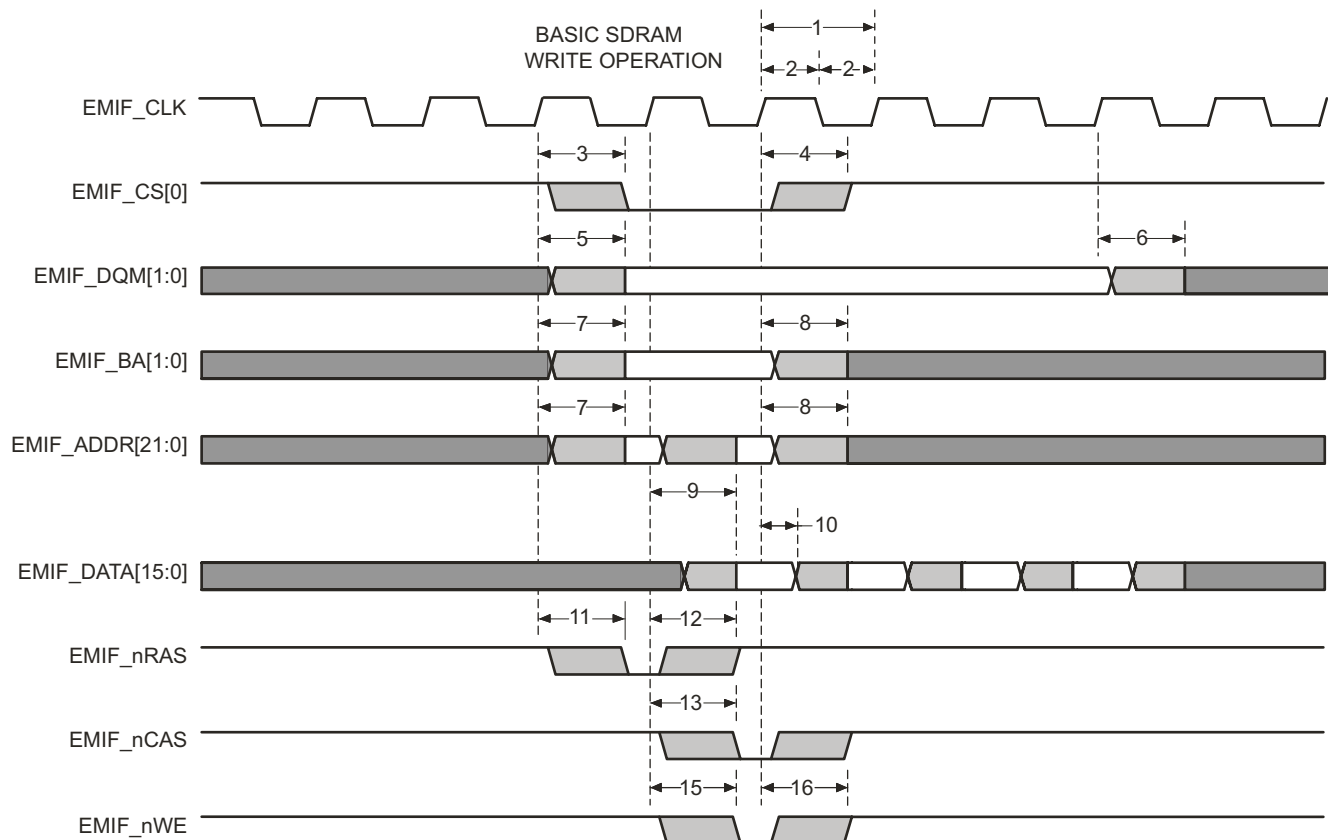 BASIC SDRAM
WRITE OPERATION
1
2 2
EMIF_CLK
3 4
EMIF_CS[0]
5 6
EMIF_DQM[1:0]
7 8
EMIF_BA[1:0]
7 8
EMIF_ADDR[21:0]
9
10
EMIF_DATA[15:0]
11 12
EMIF_nRAS
13
EMIF_nCAS
15 16
EMIF_nWE